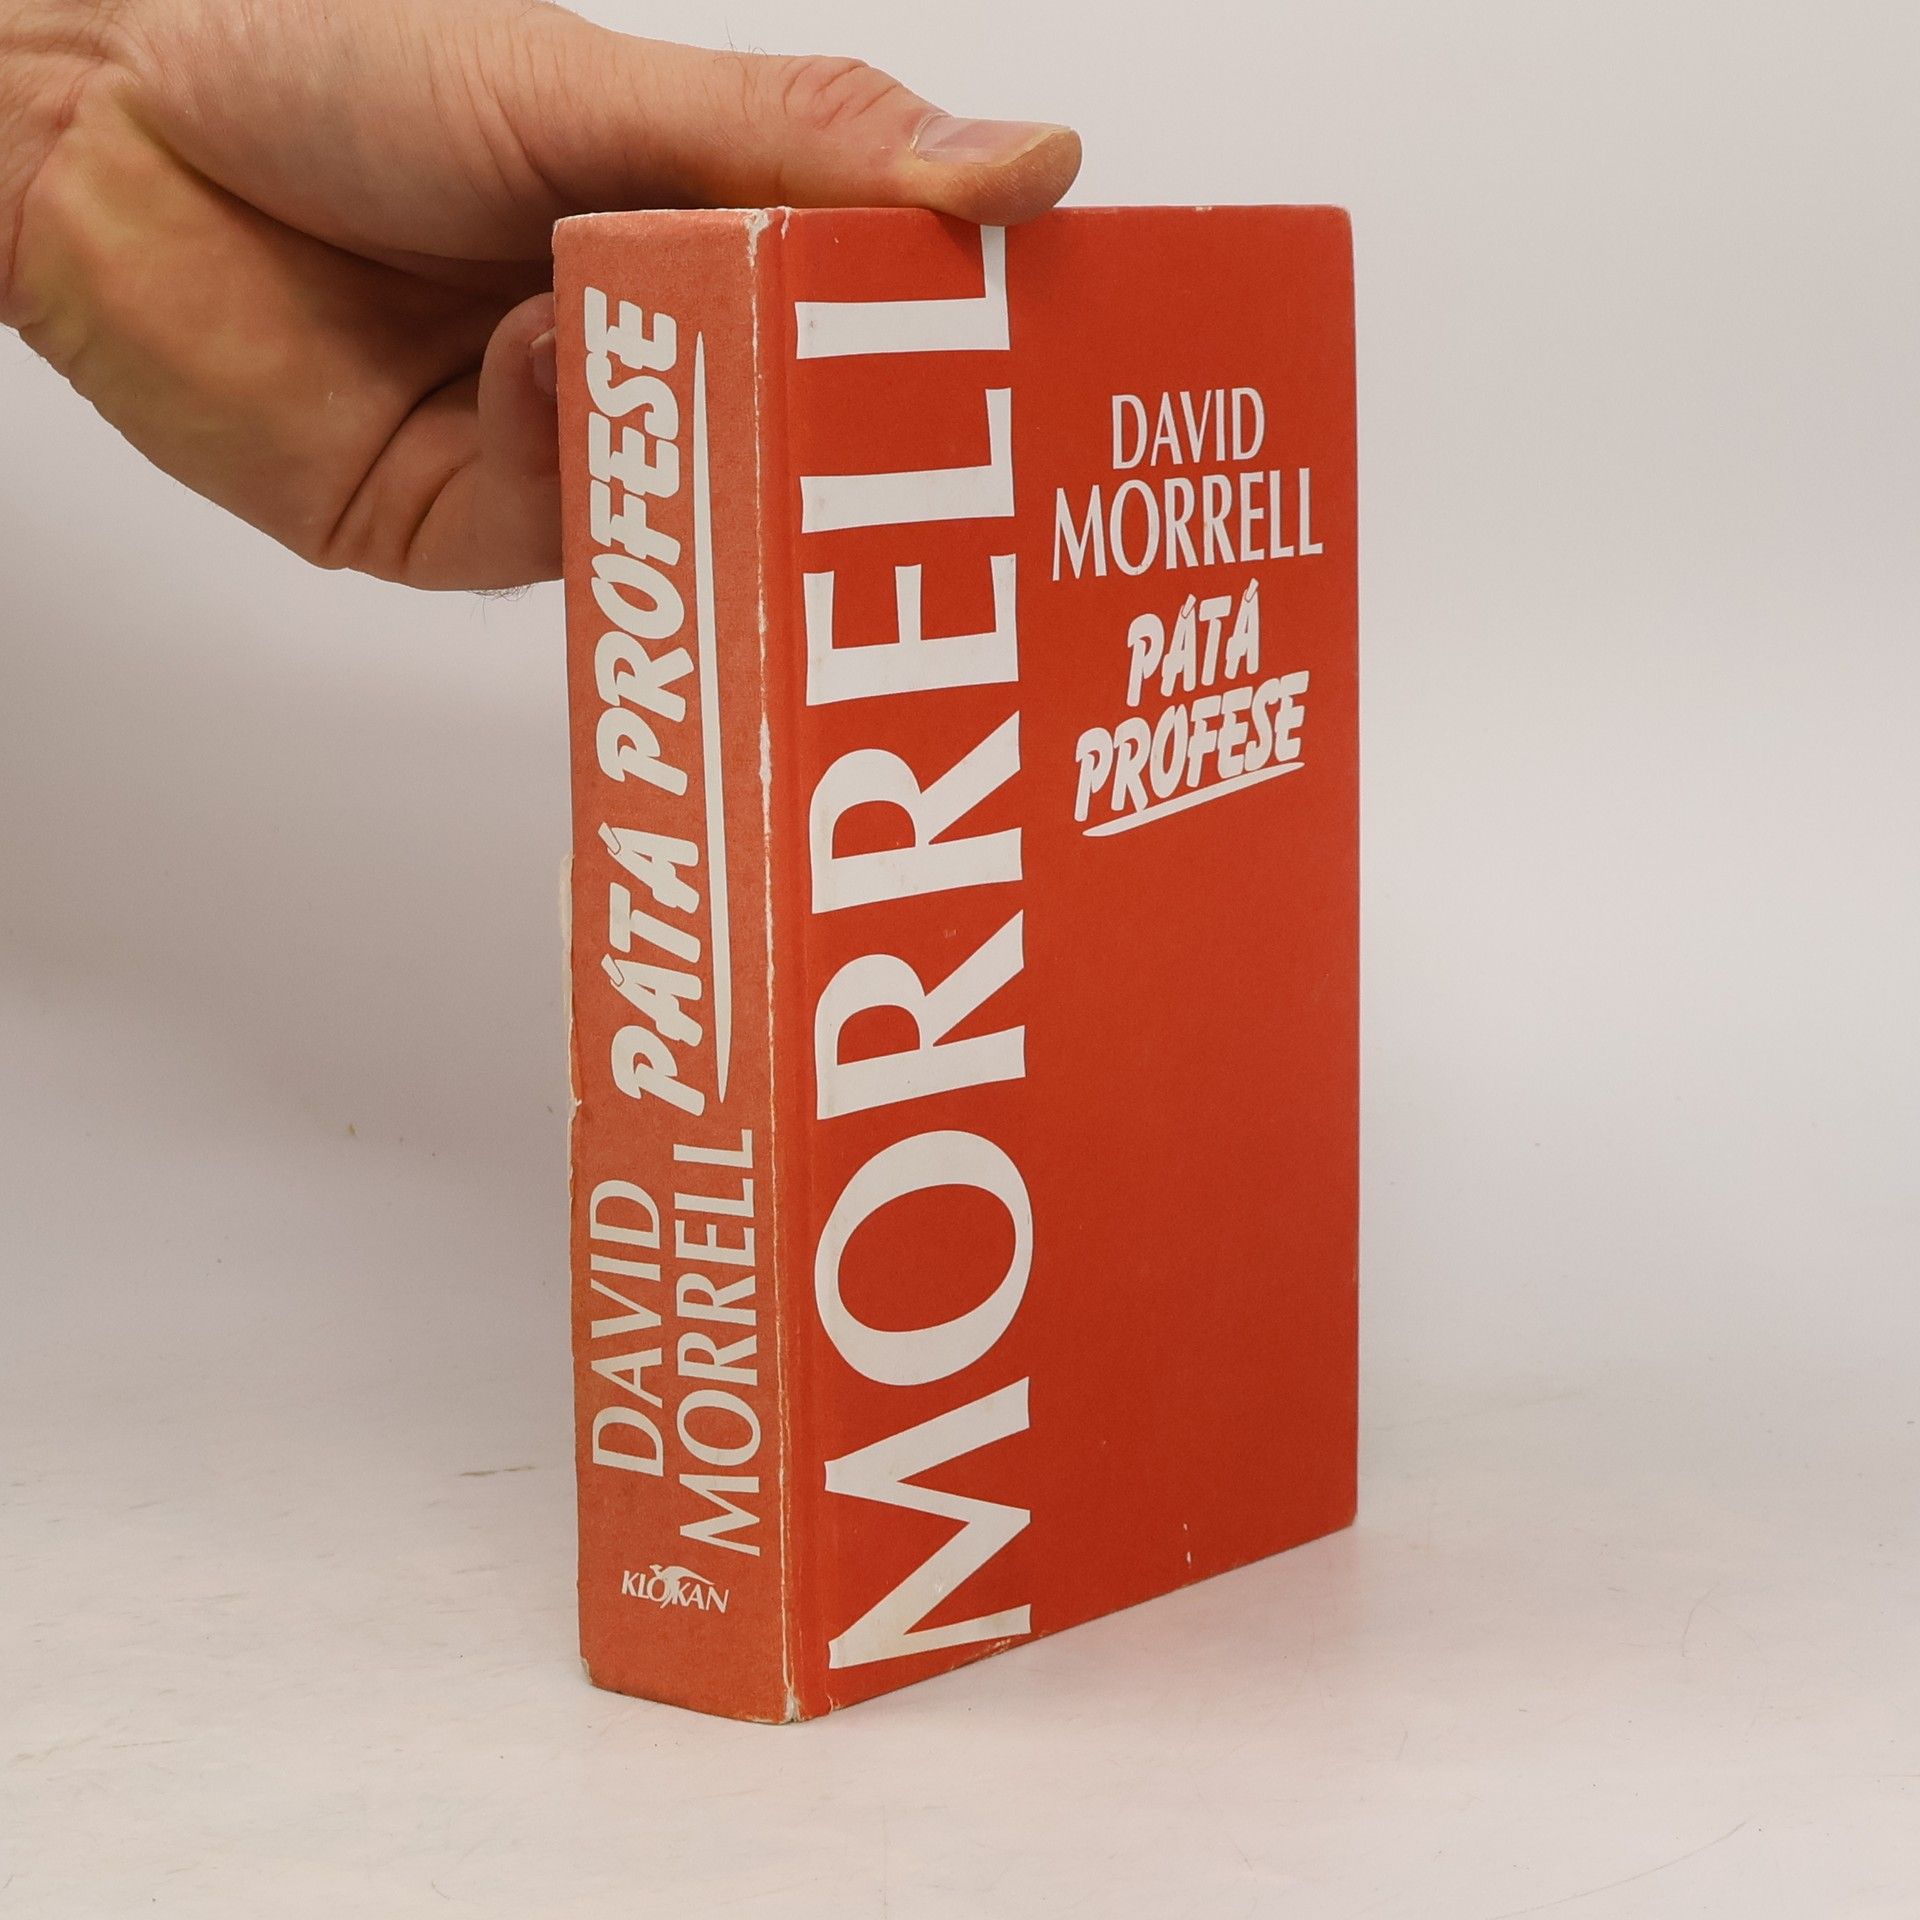 PÁTÁ PROFESE
DAVID
MORRELL
KLOKAN
MORRELL
DAVID
MORRELL
PÁTÁ
PROFESE